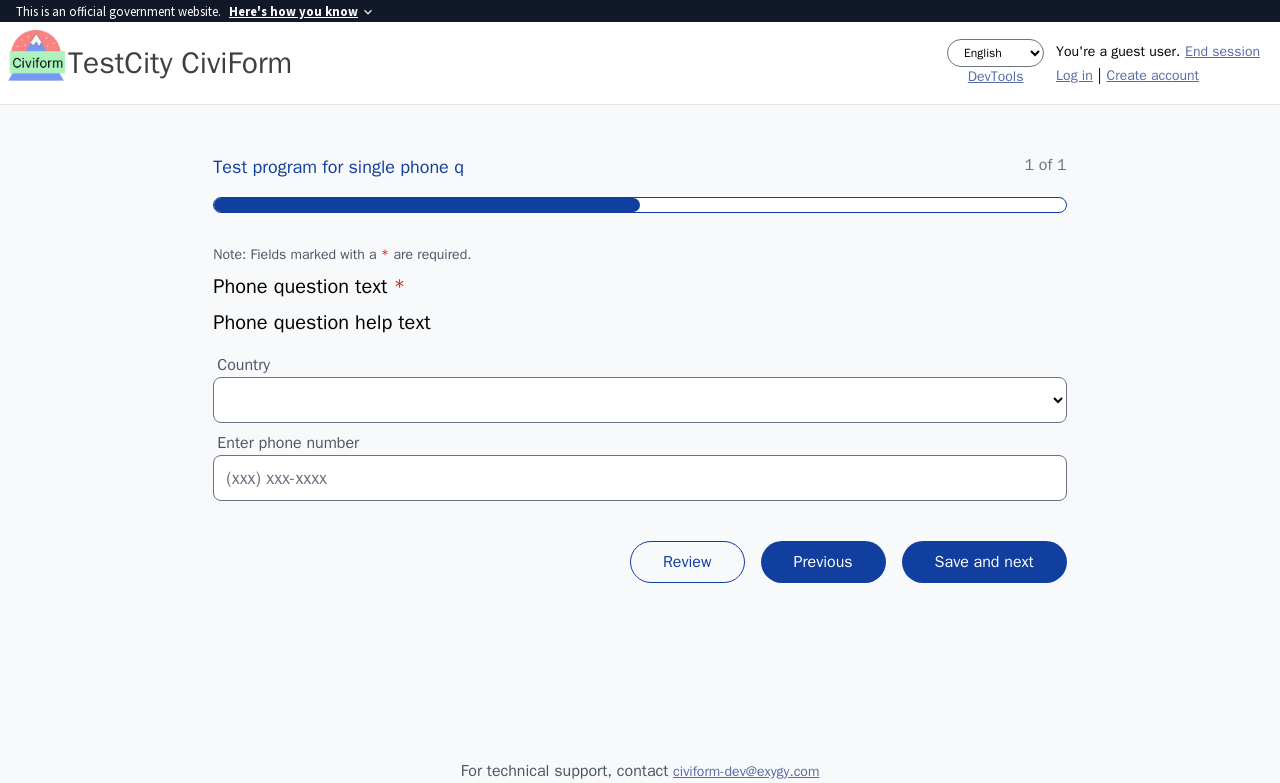 This is an official government website. Here's how you know
Civiform
TestCity CiviForm
English
DevTools
You're a guest user. End session
Log in | Create account
Test program for single phone q
1 of 1
Note: Fields marked with a * are required.
Phone question text *
Phone question help text
Country
Enter phone number
(xxx) xxx-xxxx
Review
Previous
Save and next
For technical support, contact civiform-dev@exygy.com